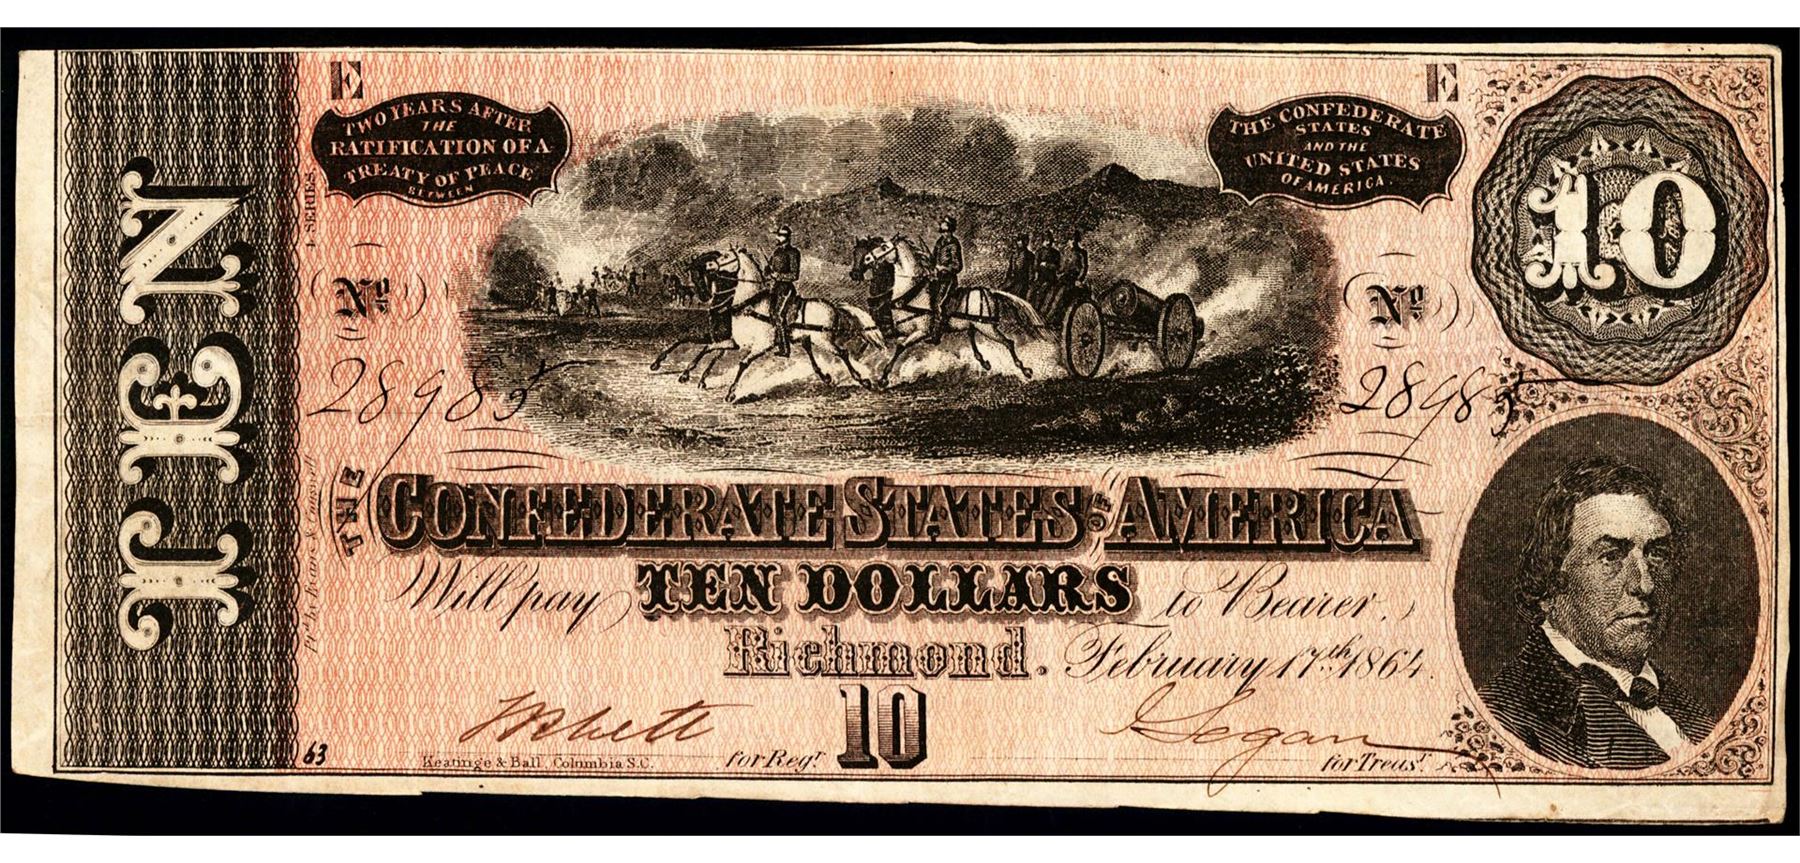 E
E
TWO YEARS AFTER
THE
RATIFICATION OF A
TREATY OF PEACE
BETWEEN
THE CONFEDERATE
STATES
AND THE
UNITED STATES
OF AMERICA
10
TEN
SERIES
Nº
Nº
28985
28985
THE
CONFEDERATE STATES OF AMERICA
Will pay TEN DOLLARS to Bearer.
Richmond. February 17th 1864.
10
for Regr
for Treasr
63
Keatinge & Ball, Columbia S.C.